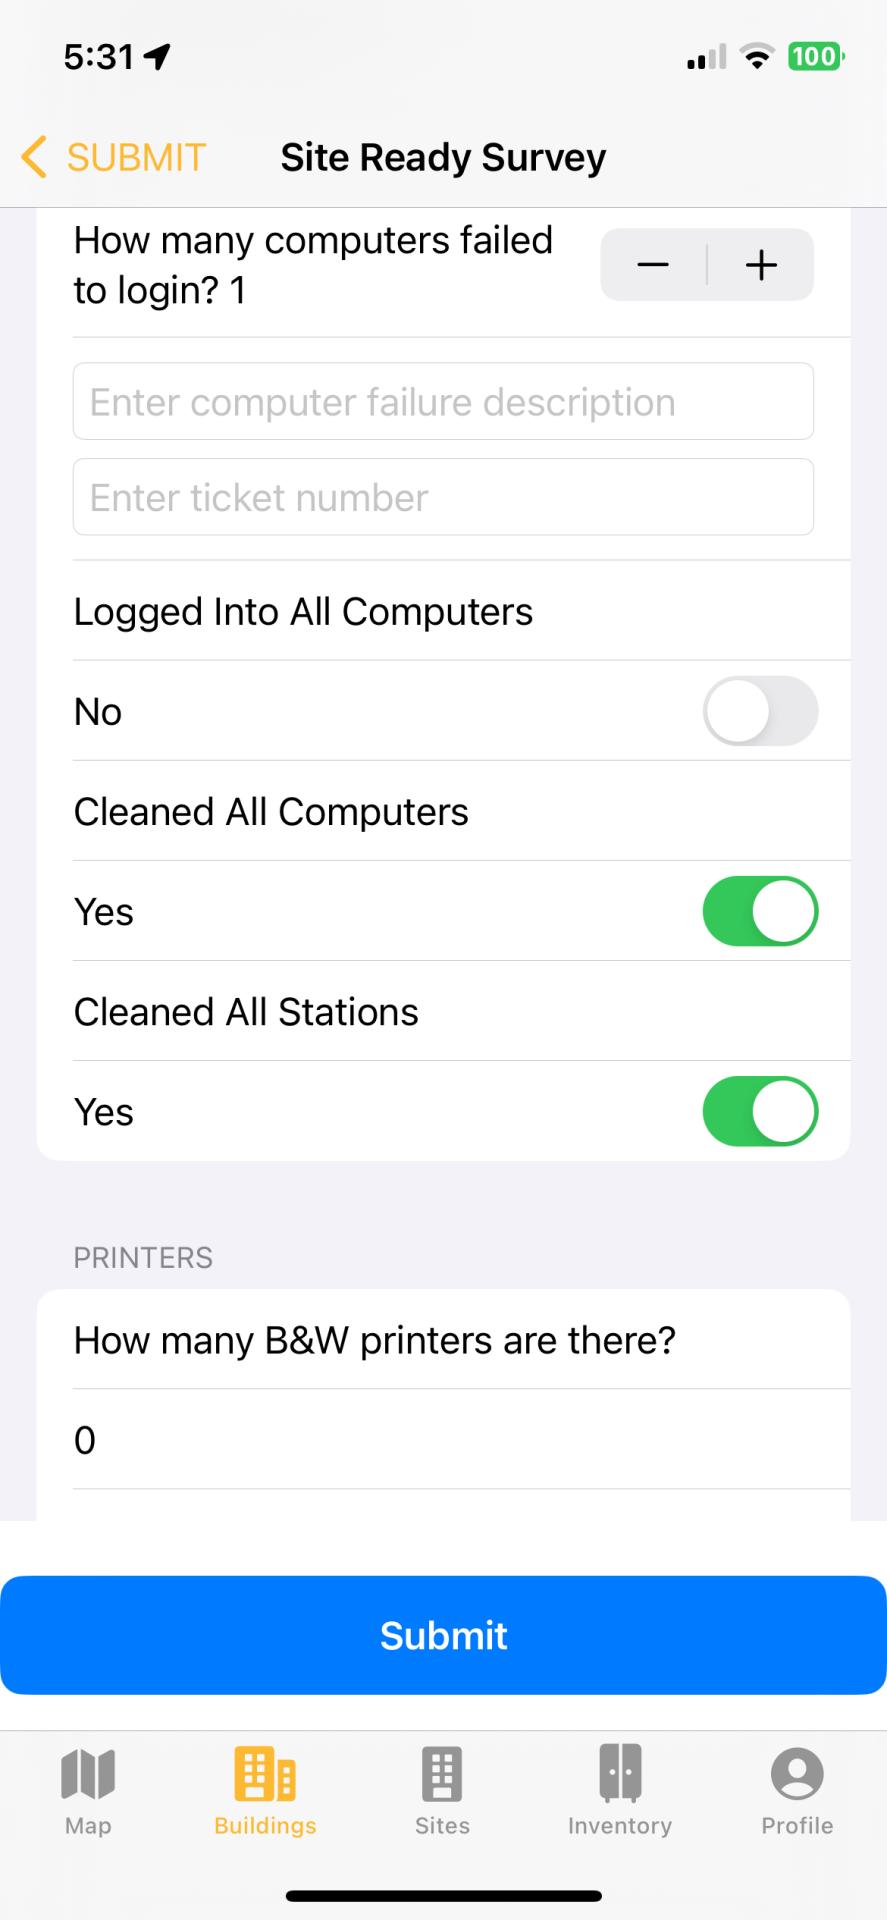 5:31
100
SUBMIT
Site Ready Survey
How many computers failed
to login? 1
Enter computer failure description
Enter ticket number
Logged Into All Computers
No
Cleaned All Computers
Yes
Cleaned All Stations
Yes
PRINTERS
How many B&W printers are there?
0
Submit
Map
Buildings
Sites
Inventory
Profile